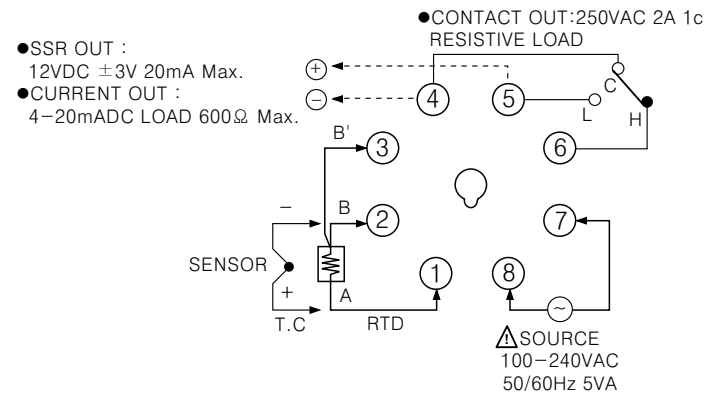 ●CONTACT OUT:250VAC 2A 1c
RESISTIVE LOAD
●SSR OUT :
12VDC ±3V 20mA Max.
●CURRENT OUT :
4-20mADC LOAD 600Ω Max.
+
-
4
5
C
L
H
B'
3
6
-
B
2
7
SENSOR
+
A
1
8
~
T.C
RTD
⚠SOURCE
100-240VAC
50/60Hz 5VA